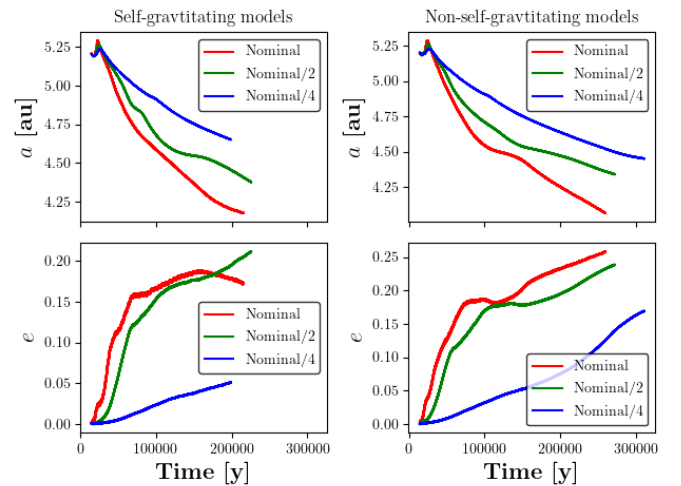 Self-gravtitating models
Non-self-gravtitating models
5.25
5.00
4.75
4.50
4.25
a [au]
Nominal
Nominal/2
Nominal/4
5.25
5.00
4.75
4.50
4.25
a [au]
Nominal
Nominal/2
Nominal/4
0.20
0.15
0.10
0.05
0.00
e
Nominal
Nominal/2
Nominal/4
0 100000 200000 300000
Time [y]
0.25
0.20
0.15
0.10
0.05
0.00
e
Nominal
Nominal/2
Nominal/4
0 100000 200000 300000
Time [y]